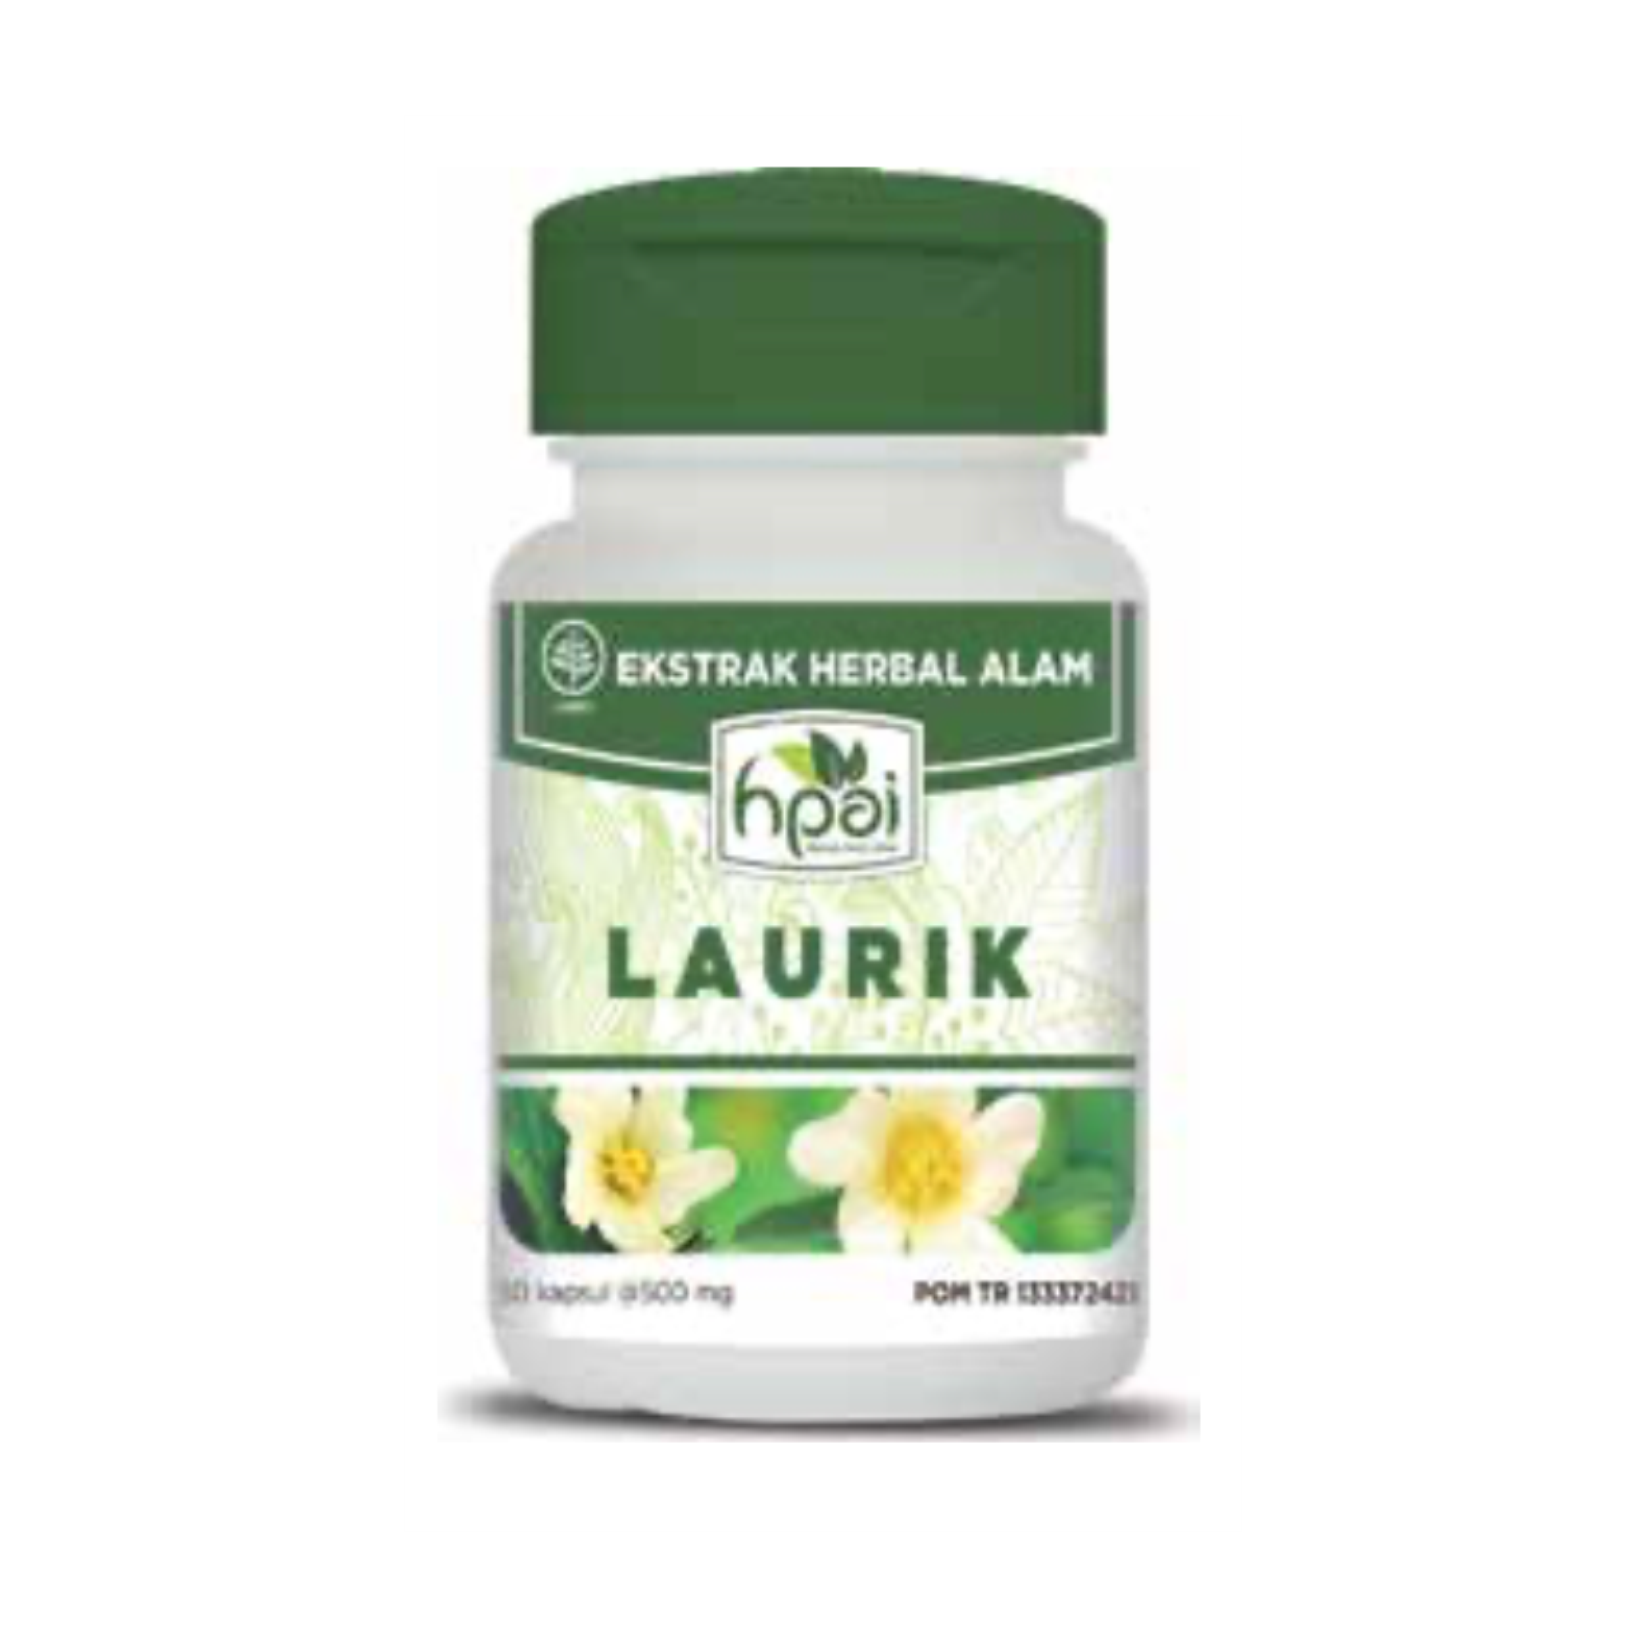 EKSTRAK HERBAL ALAM
hpai
LAURIK
kapsul @500 mg
POM TR